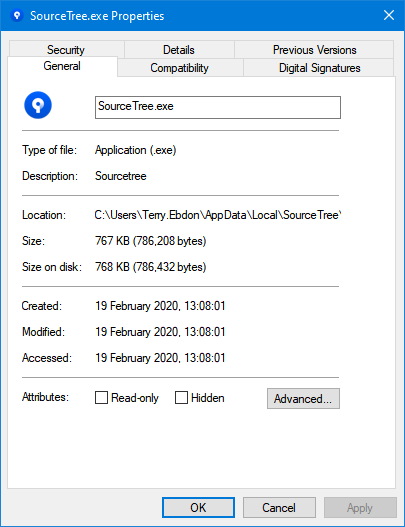 SourceTree.exe Properties
Security Details Previous Versions
General Compatibility Digital Signatures
SourceTree.exe
Type of file: Application (.exe)
Description: Sourcetree
Location: C:\Users\Terry.Ebdon\AppData\Local\SourceTree\
Size: 767 KB (786,208 bytes)
Size on disk: 768 KB (786,432 bytes)
Created: 19 February 2020, 13:08:01
Modified: 19 February 2020, 13:08:01
Accessed: 19 February 2020, 13:08:01
Attributes: Read-only Hidden Advanced...
OK Cancel Apply